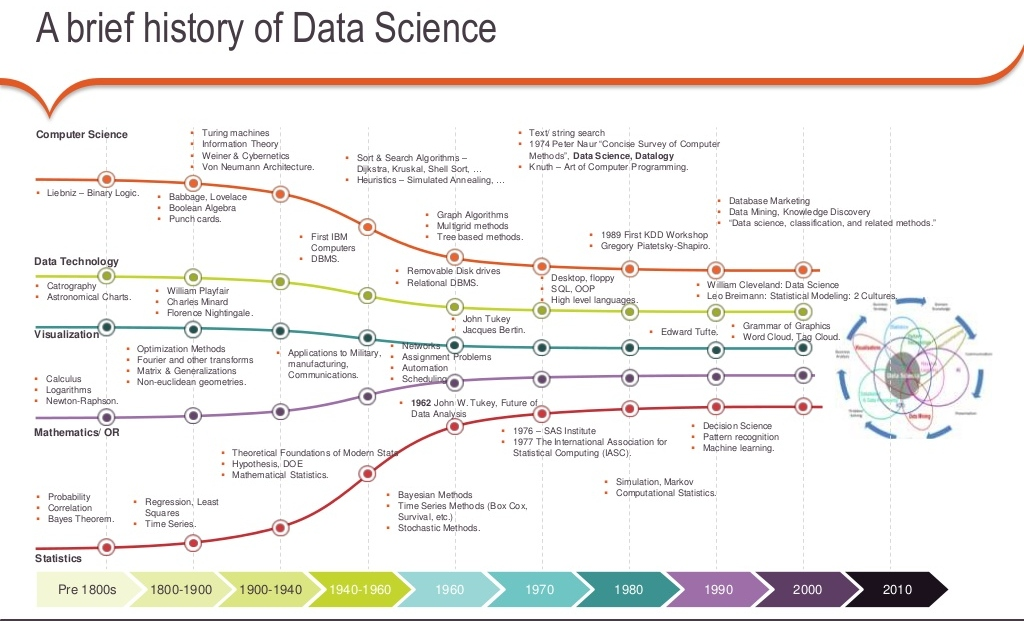 A brief history of Data Science
Computer Science
Turing machines
Information Theory
Weiner & Cybernetics
Von Neumann Architecture.
Text/ string search
1974 Peter Naur “Concise Survey of Computer
Methods”, Data Science, Datalogy
Knuth – Art of Computer Programming.
Sort & Search Algorithms –
Dijkstra, Kruskal, Shell Sort, …
Heuristics – Simulated Annealing, …
Liebniz – Binary Logic.
Babbage, Lovelace
Boolean Algebra
Punch cards.
Database Marketing
Data Mining, Knowledge Discovery
“Data science, classification, and related methods.”
Graph Algorithms
Multigrid methods
Tree based methods.
First IBM
Computers
DBMS.
1989 First KDD Workshop
Gregory Piatetsky-Shapiro.
Data Technology
Removable Disk drives
Relational DBMS.
Desktop, floppy
SQL, OOP
High level languages.
William Cleveland: Data Science
Leo Breimann: Statistical Modeling: 2 Cultures
Catrography
Astronomical Charts.
William Playfair
Charles Minard
Florence Nightingale.
John Tukey
Jacques Bertin.
Edward Tufte.
Grammar of Graphics
Word Cloud, Tag Cloud.
Visualization
Optimization Methods
Fourier and other transforms
Matrix & Generalizations
Non-euclidean geometries.
Applications to Military,
manufacturing,
Communications.
Networks
Assignment Problems
Automation
Scheduling
Data Science
Visualization
Data Mining
Calculus
Logarithms
Newton-Raphson.
1962 John W. Tukey, Future of
Data Analysis
Mathematics/ OR
1976 – SAS Institute
1977 The International Association for
Statistical Computing (IASC).
Decision Science
Pattern recognition
Machine learning.
Theoretical Foundations of Modern Stats
Hypothesis, DOE
Mathematical Statistics.
Simulation, Markov
Computational Statistics.
Probability
Correlation
Bayes Theorem.
Regression, Least
Squares
Time Series.
Bayesian Methods
Time Series Methods (Box Cox,
Survival, etc.)
Stochastic Methods.
Statistics
Pre 1800s
1800-1900
1900-1940
1940-1960
1960
1970
1980
1990
2000
2010